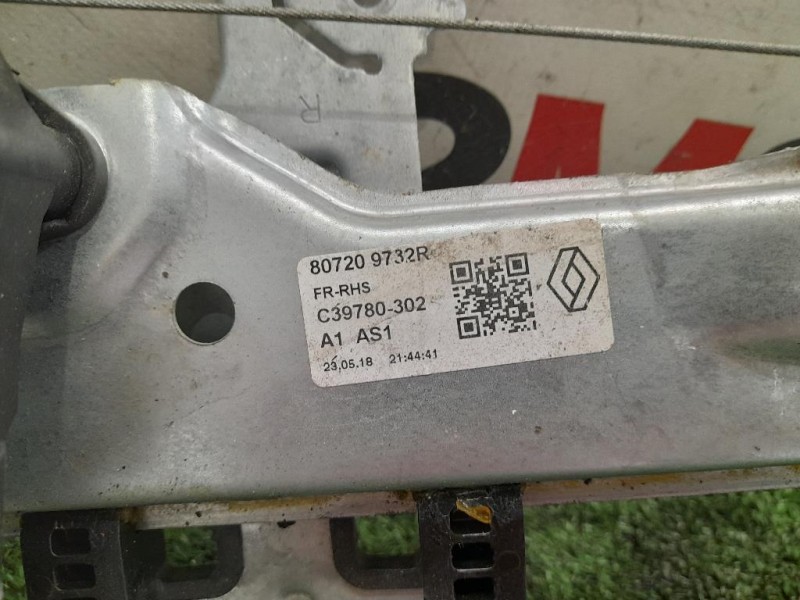 R
80720 9732R
FR-RHS
C39780-302
A1 AS1
23.05.18 21:44:41